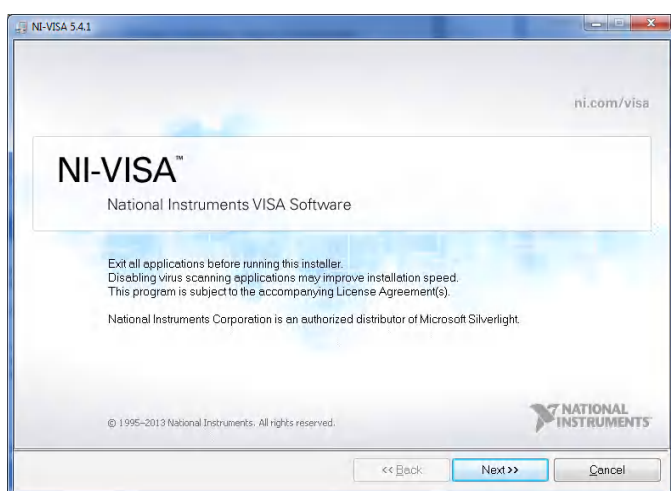 NI-VISA 5.4.1
ni.com/visa
NI-VISA™
National Instruments VISA Software
Exit all applications before running this installer.
Disabling virus scanning applications may improve installation speed.
This program is subject to the accompanying License Agreement(s).
National Instruments Corporation is an authorized distributor of Microsoft Silverlight.
© 1995–2013 National Instruments. All rights reserved.
NATIONAL
INSTRUMENTS
<< Back
Next >>
Cancel